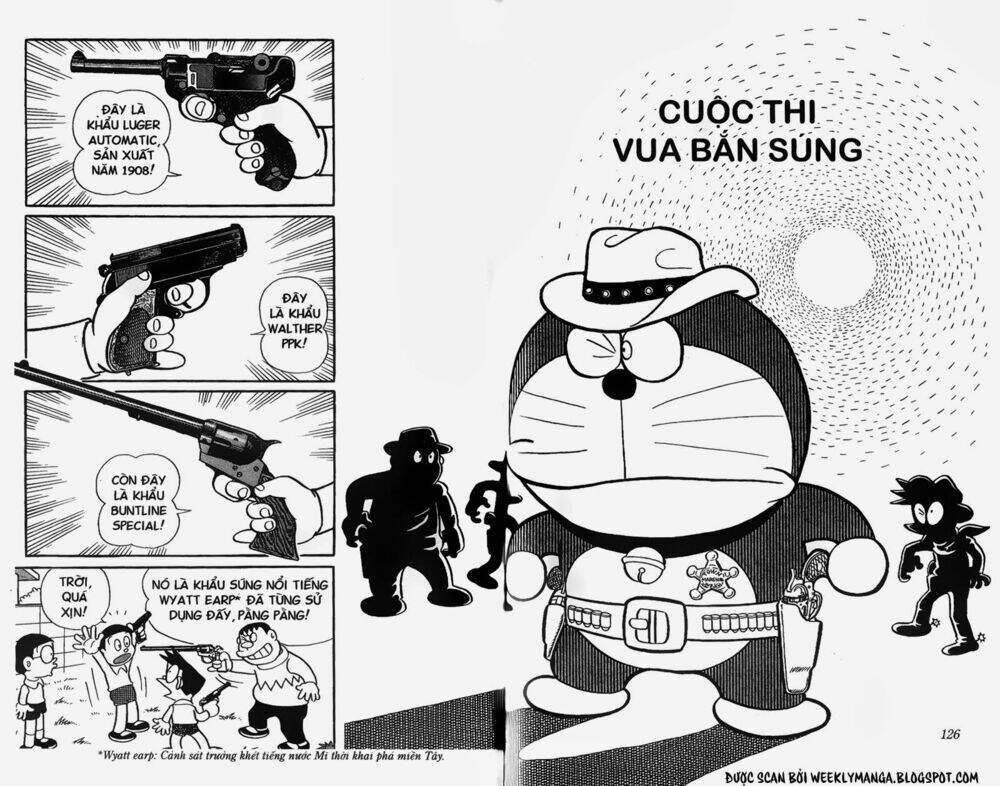 CUỘC THI
VUA BẮN SÚNG
126
ĐÂY LÀ
KHẨU LUGER
AUTOMATIC,
SẢN XUẤT
NĂM 1908!
ĐÂY
LÀ KHẨU
WALTHER
PPK!
CÒN ĐÂY
LÀ KHẨU
BUNTLINE
SPECIAL!
TRỜI,
QUÁ
XỊN!
NÓ LÀ KHẨU SÚNG NỔI TIẾNG
WYATT EARP* ĐÃ TỪNG SỬ
DỤNG ĐẤY, PẰNG PẰNG!
*Wyatt earp: Cảnh sát trưởng khét tiếng nước Mĩ thời khai phá miền Tây.
ĐƯỢC SCAN BỞI WEEKLYMANGA.BLOGSPOT.COM